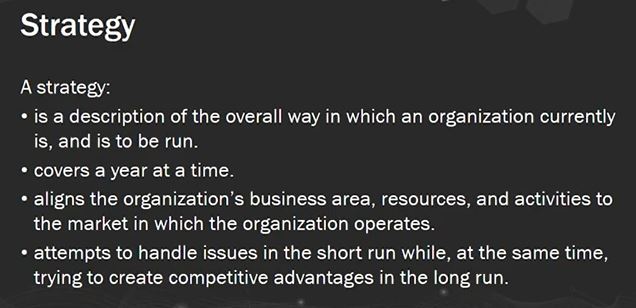 Strategy
A strategy:
• is a description of the overall way in which an organization currently
is, and is to be run.
• covers a year at a time.
• aligns the organization's business area, resources, and activities to
the market in which the organization operates.
• attempts to handle issues in the short run while, at the same time,
trying to create competitive advantages in the long run.